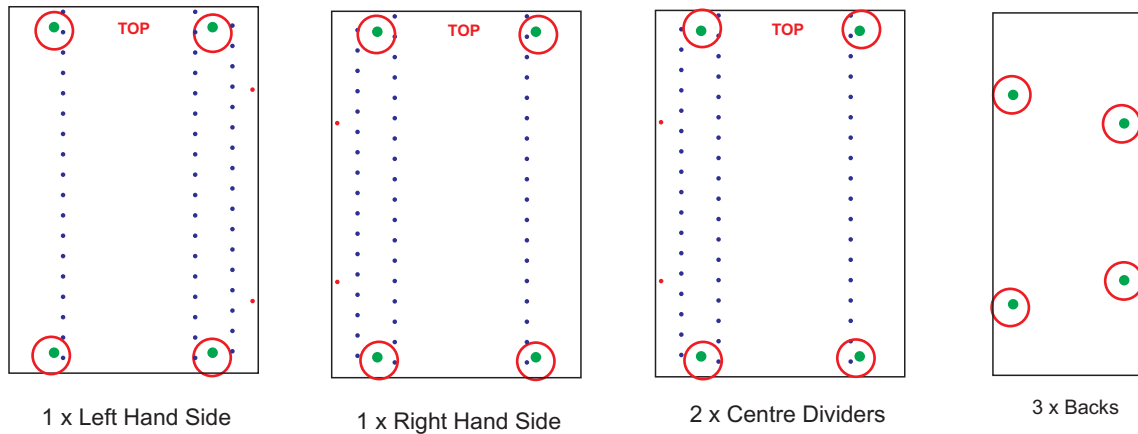 TOP
TOP
TOP
1 x Left Hand Side
1 x Right Hand Side
2 x Centre Dividers
3 x Backs